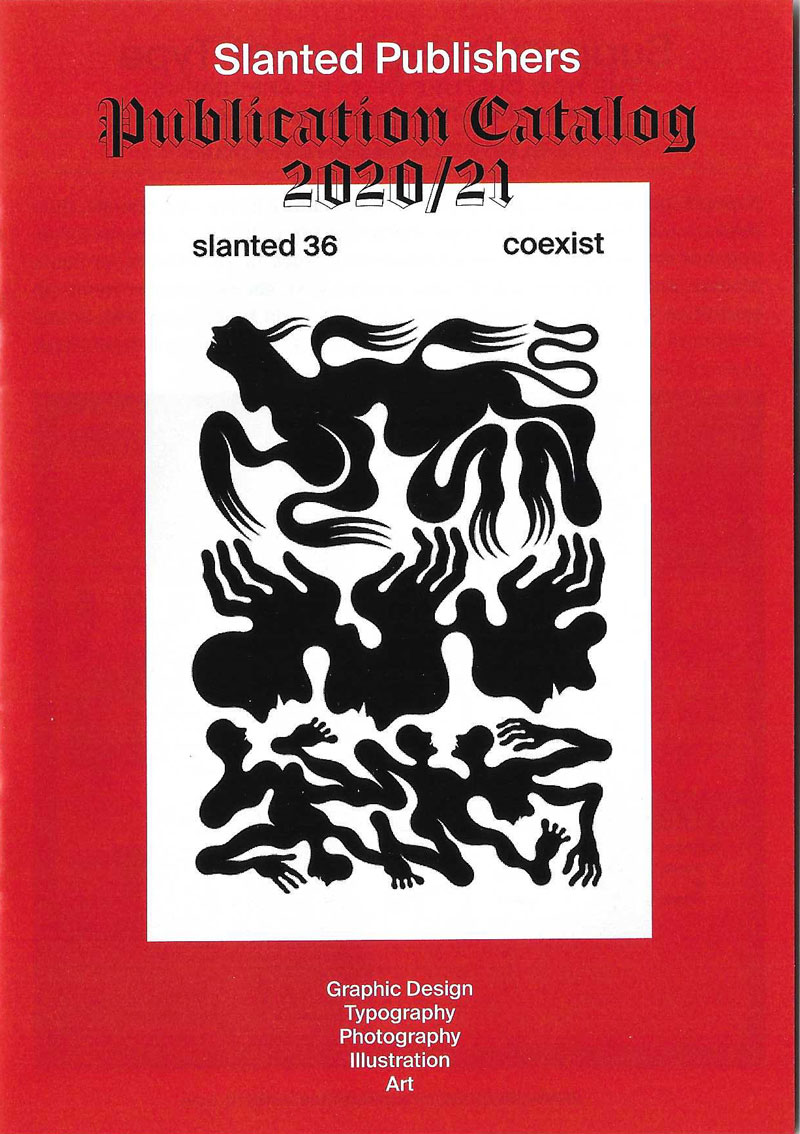 Slanted Publishers
Publication Catalog
2020/21
slanted 36
coexist
Graphic Design
Typography
Photography
Illustration
Art